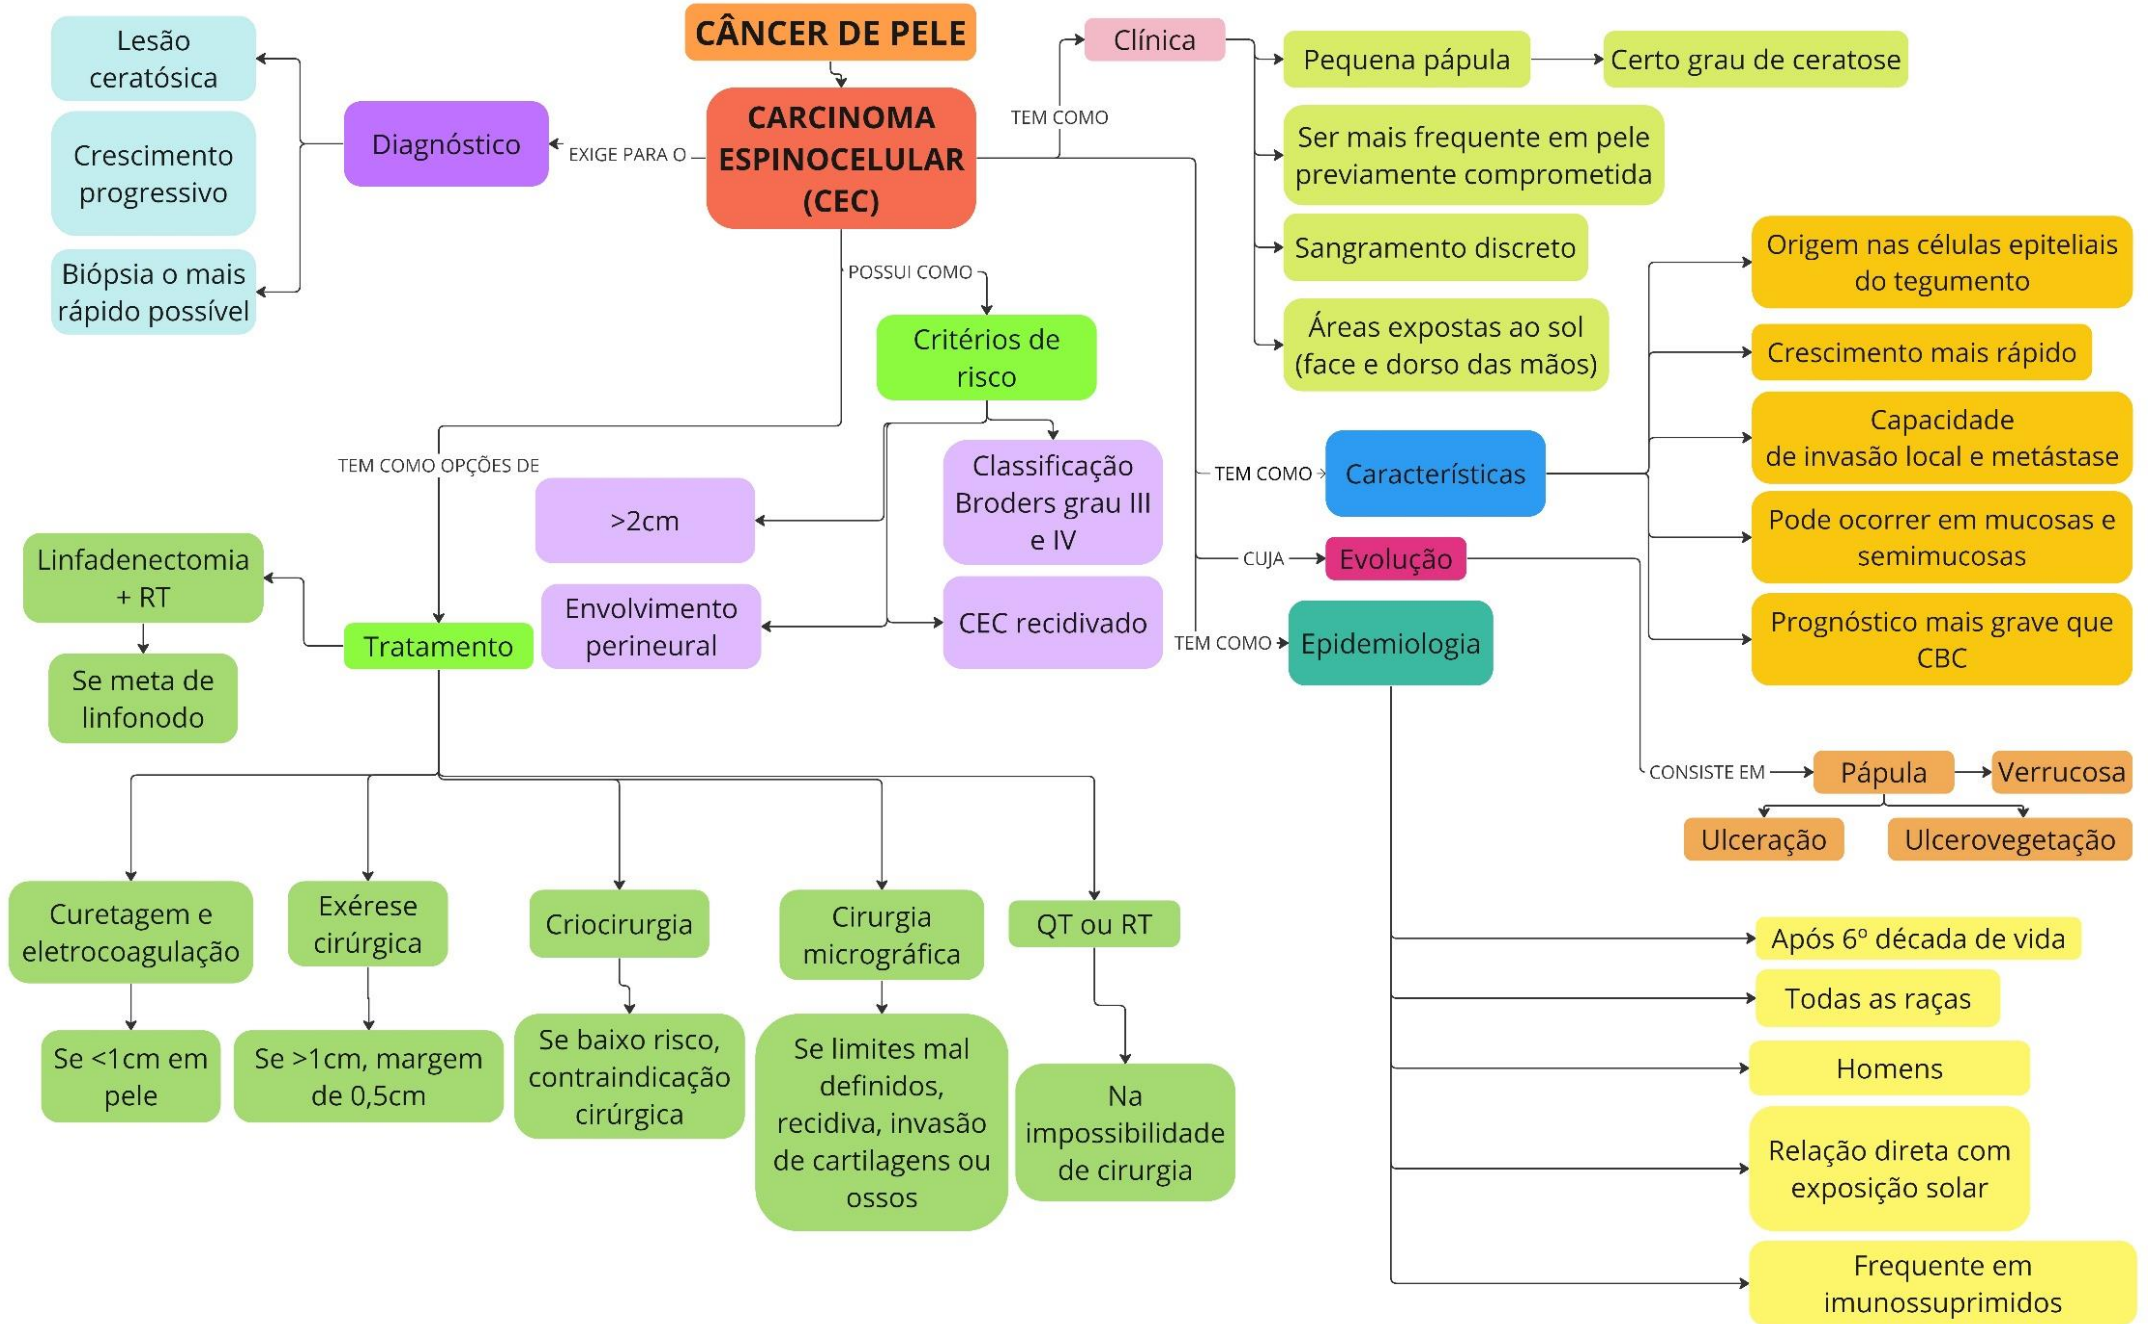 CÂNCER DE PELE
CARCINOMA
ESPINOCELULAR
(CEC)
EXIGE PARA O
Diagnóstico
Lesão
ceratósica
Crescimento
progressivo
Biópsia o mais
rápido possível
TEM COMO
Clínica
Pequena pápula
Certo grau de ceratose
Ser mais frequente em pele
previamente comprometida
Sangramento discreto
Áreas expostas ao sol
(face e dorso das mãos)
POSSUI COMO
Critérios de
risco
Classificação
Broders grau III
e IV
>2cm
Envolvimento
perineural
CEC recidivado
TEM COMO
Características
Origem nas células epiteliais
do tegumento
Crescimento mais rápido
Capacidade
de invasão local e metástase
Pode ocorrer em mucosas e
semimucosas
Prognóstico mais grave que
CBC
CUJA
Evolução
CONSISTE EM
Pápula
Verrucosa
Ulceração
Ulcerovegetação
TEM COMO
Epidemiologia
Após 6º década de vida
Todas as raças
Homens
Relação direta com
exposição solar
Frequente em
imunossuprimidos
TEM COMO OPÇÕES DE
Tratamento
Linfadenectomia
+ RT
Se meta de
linfonodo
Curetagem e
eletrocoagulação
Se <1cm em
pele
Exérese
cirúrgica
Se >1cm, margem
de 0,5cm
Criocirurgia
Se baixo risco,
contraindicação
cirúrgica
Cirurgia
micrográfica
Se limites mal
definidos,
recidiva, invasão
de cartilagens ou
ossos
QT ou RT
Na
impossibilidade
de cirurgia